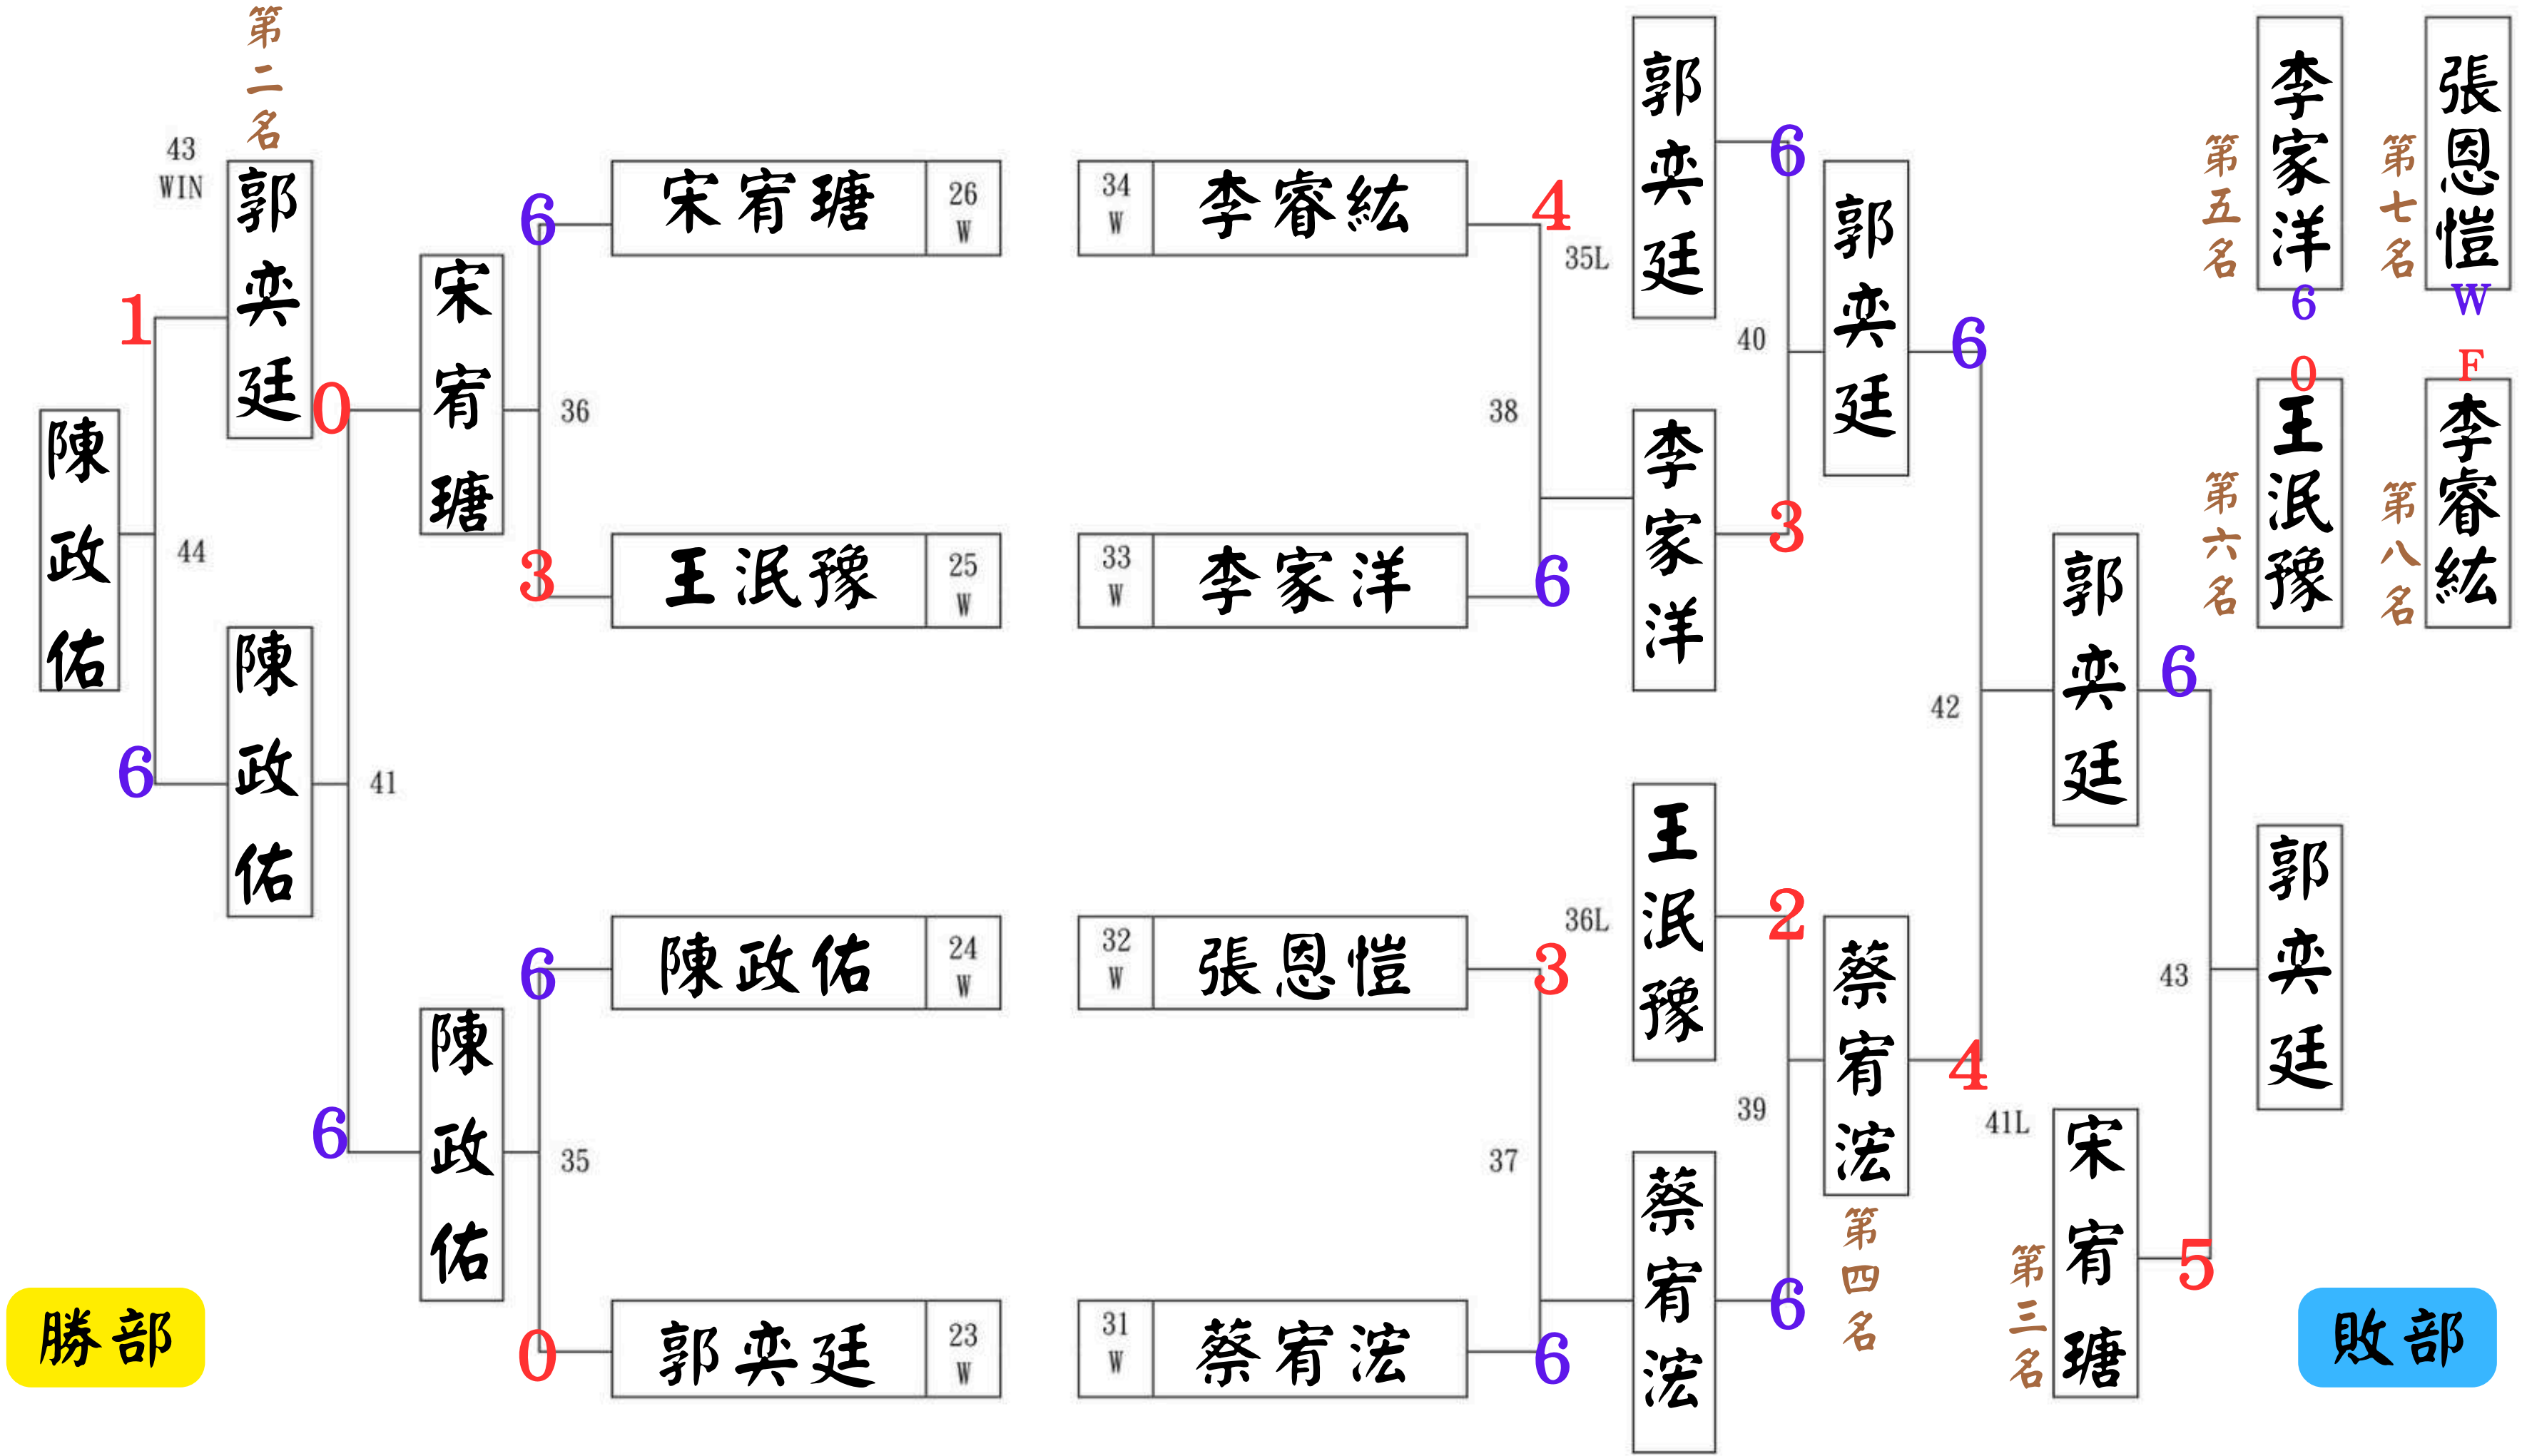 第二名
43
WIN
郭奕廷
1
0
陳政佑
44
6
陳政佑
41
6
宋宥瑭
6
36
3
陳政佑
6
35
0
宋宥瑭
26
W
王泯豫
25
W
陳政佑
24
W
郭奕廷
23
W
勝部
34
W
李睿紘
4
38
33
W
李家洋
6
32
W
張恩愷
3
37
31
W
蔡宥浤
6
35L
郭奕廷
6
40
李家洋
3
36L
王泯豫
2
39
蔡宥浤
6
郭奕廷
6
42
蔡宥浤
4
第四名
郭奕廷
6
43
41L
宋宥瑭
5
第三名
郭奕廷
第五名
李家洋
6
0
王泯豫
第六名
第七名
張恩愷
W
F
李睿紘
第八名
敗部